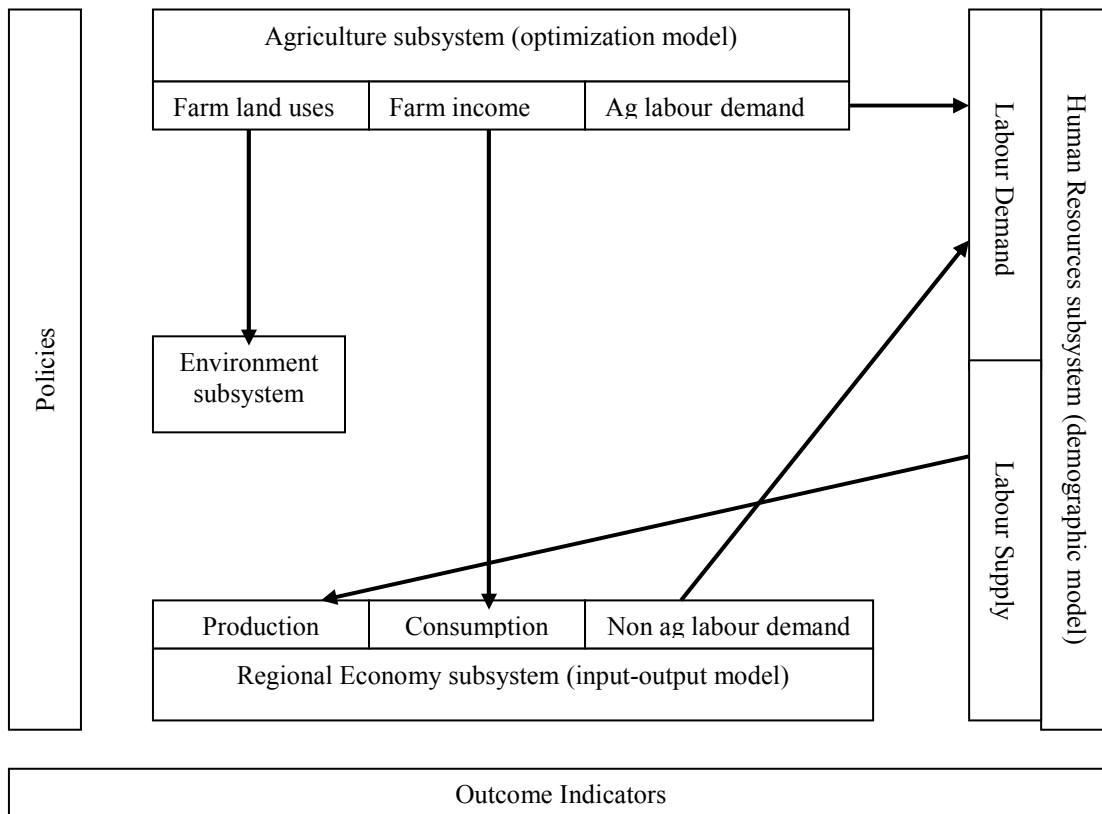 Agriculture subsystem (optimization model)
Farm land uses
Farm income
Ag labour demand
Labour Demand
Human Resources subsystem (demographic model)
Policies
Environment
subsystem
Labour Supply
Production
Consumption
Non ag labour demand
Regional Economy subsystem (input-output model)
Outcome Indicators